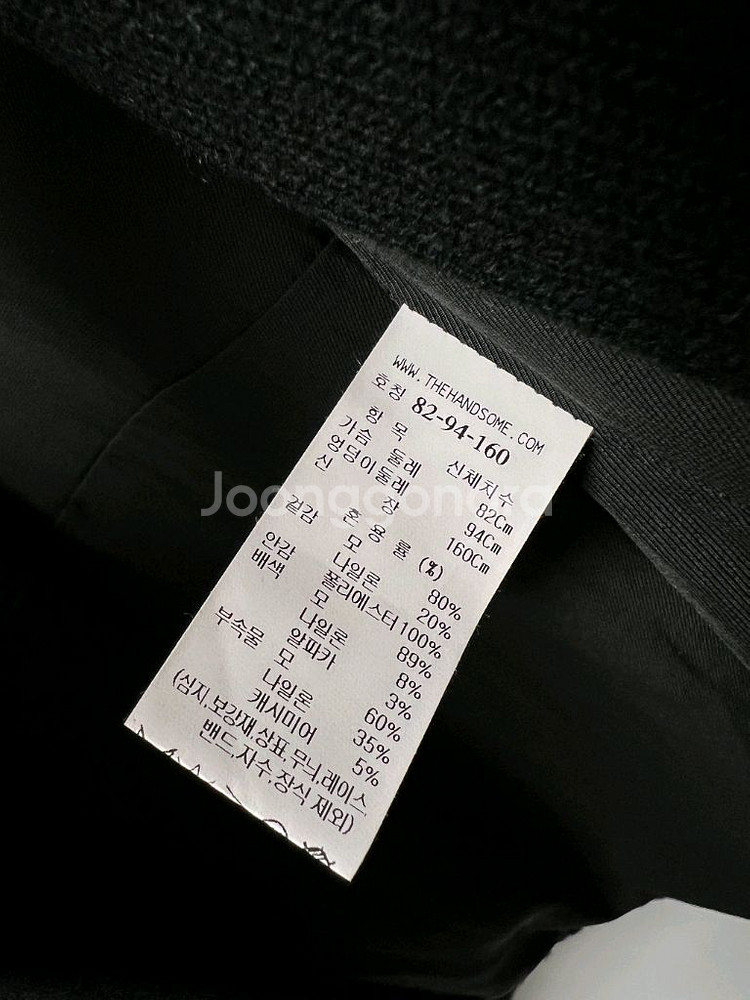 WWW.THEHANDSOME.COM
호칭 82-94-160
항 목 신체치수
가슴 둘레 82Cm
엉덩이둘레 94Cm
신 장 160Cm
혼 용 률 (%)
겉감 모 80%
나일론 20%
안감 폴리에스터 100%
배색 모 89%
나일론 8%
알파카 3%
부속물 모 60%
나일론 35%
캐시미어 5%
(심지,보강재,상표,무늬,레이스
밴드,자수,장식 제외)
Joonggonara